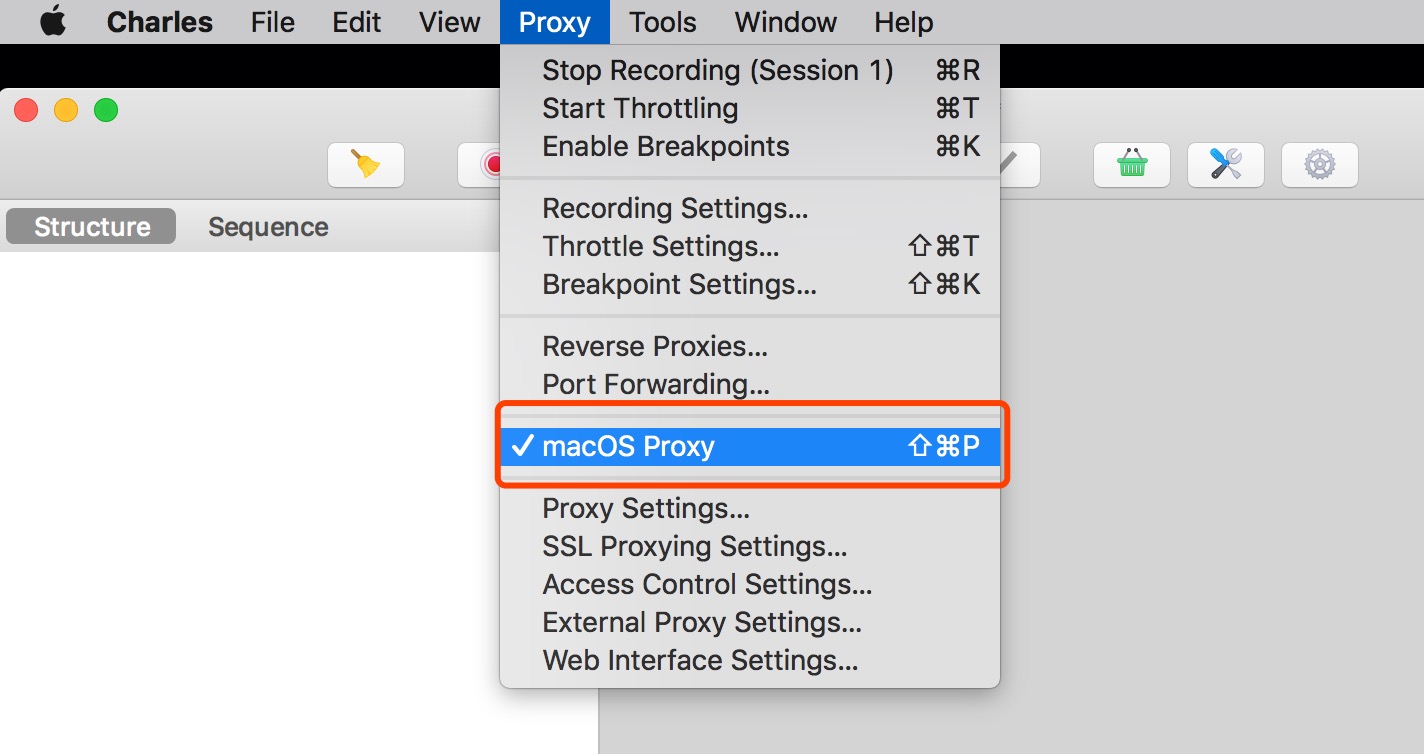 Charles File Edit View Proxy Tools Window Help
Stop Recording (Session 1) ⌘R
Start Throttling ⌘T
Enable Breakpoints ⌘K
Recording Settings...
Throttle Settings... ⇧⌘T
Breakpoint Settings... ⇧⌘K
Reverse Proxies...
Port Forwarding...
✓ macOS Proxy ⇧⌘P
Proxy Settings...
SSL Proxying Settings...
Access Control Settings...
External Proxy Settings...
Web Interface Settings...
Structure Sequence